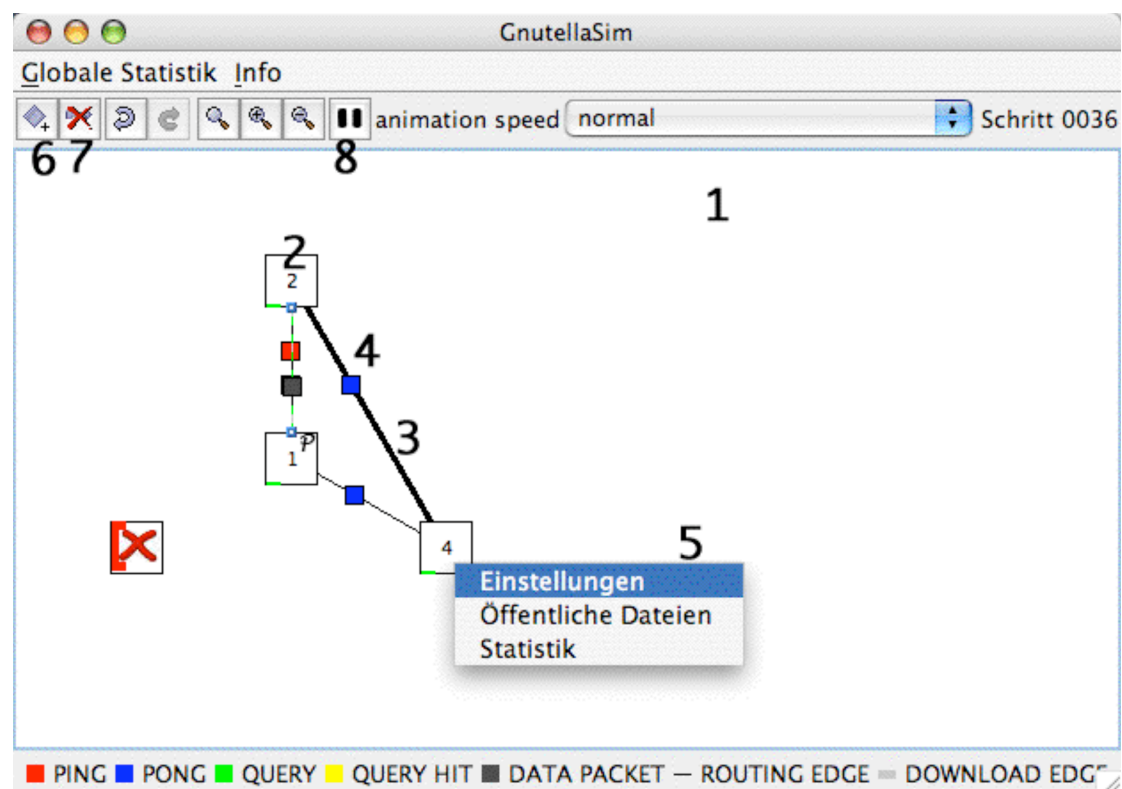 GnutellaSim
Globale Statistik Info
animation speed normal Schritt 0036
6 7 8
1
2
2
4
3
P
1
4
5
Einstellungen
Öffentliche Dateien
Statistik
PING PONG QUERY QUERY HIT DATA PACKET — ROUTING EDGE DOWNLOAD EDGE